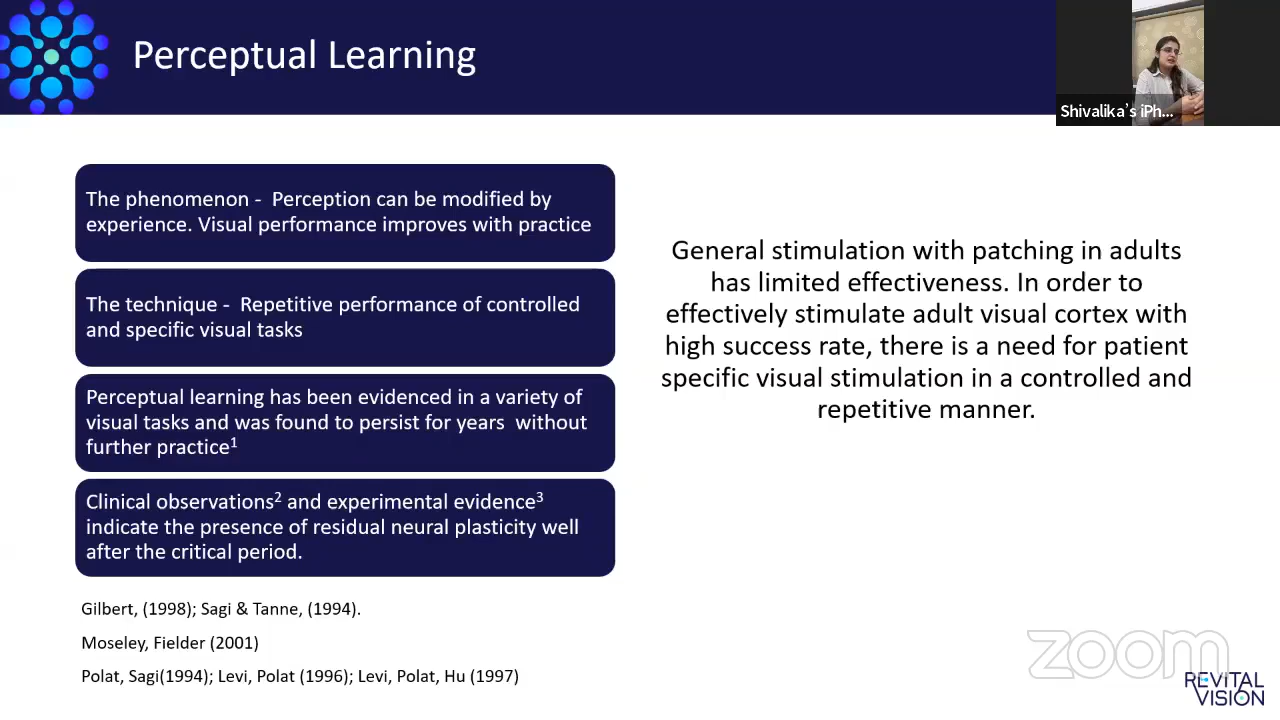 Perceptual Learning
Shivalika's iPh...
The phenomenon - Perception can be modified by
experience. Visual performance improves with practice
The technique - Repetitive performance of controlled
and specific visual tasks
Perceptual learning has been evidenced in a variety of
visual tasks and was found to persist for years without
further practice¹
Clinical observations² and experimental evidence³
indicate the presence of residual neural plasticity well
after the critical period.
General stimulation with patching in adults
has limited effectiveness. In order to
effectively stimulate adult visual cortex with
high success rate, there is a need for patient
specific visual stimulation in a controlled and
repetitive manner.
Gilbert, (1998); Sagi & Tanne, (1994).
Moseley, Fielder (2001)
Polat, Sagi(1994); Levi, Polat (1996); Levi, Polat, Hu (1997)
zoom
REVITAL
VISION